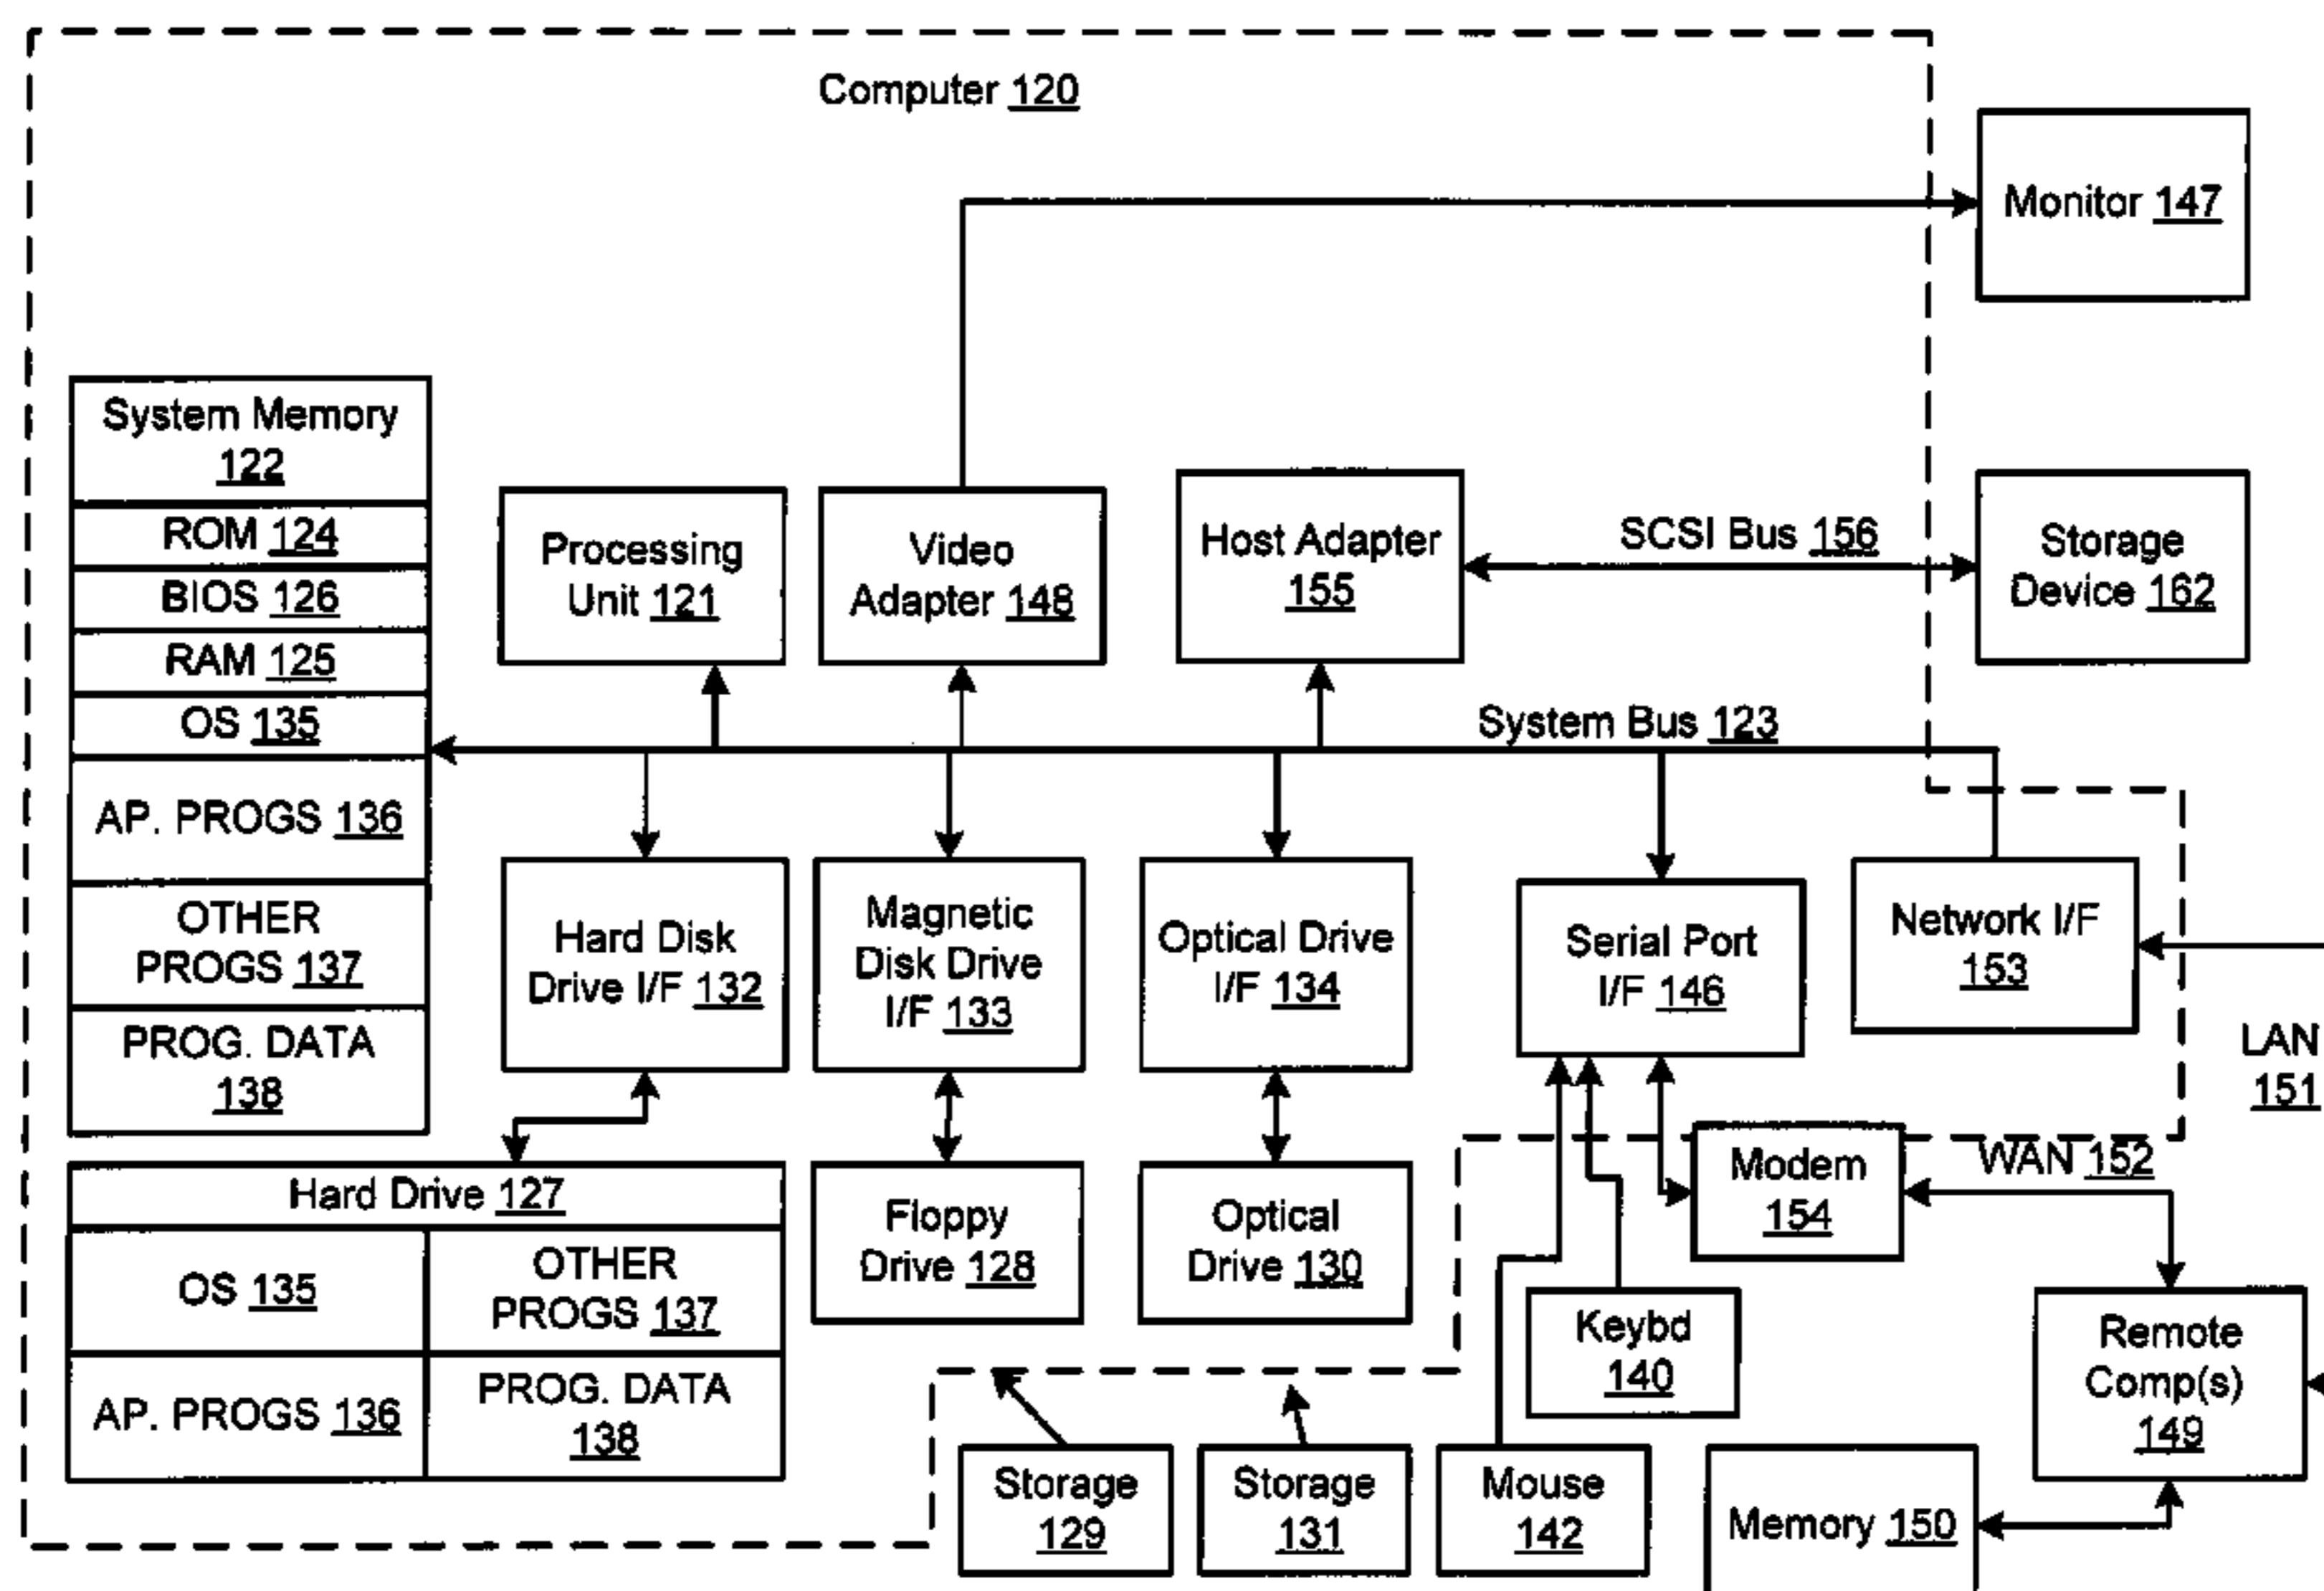 Computer 120
Monitor 147
System Memory
122
ROM 124
BIOS 126
RAM 125
OS 135
AP. PROGS 136
OTHER
PROGS 137
PROG. DATA
138
Processing
Unit 121
Video
Adapter 148
Host Adapter
155
SCSI Bus 156
Storage
Device 162
System Bus 123
Hard Disk
Drive I/F 132
Magnetic
Disk Drive
I/F 133
Optical Drive
I/F 134
Serial Port
I/F 146
Network I/F
153
LAN
151
Hard Drive 127
OS 135
OTHER
PROGS 137
AP. PROGS 136
PROG. DATA
138
Floppy
Drive 128
Optical
Drive 130
Modem
154
WAN 152
Keybd
140
Remote
Comp(s)
149
Storage
129
Storage
131
Mouse
142
Memory 150